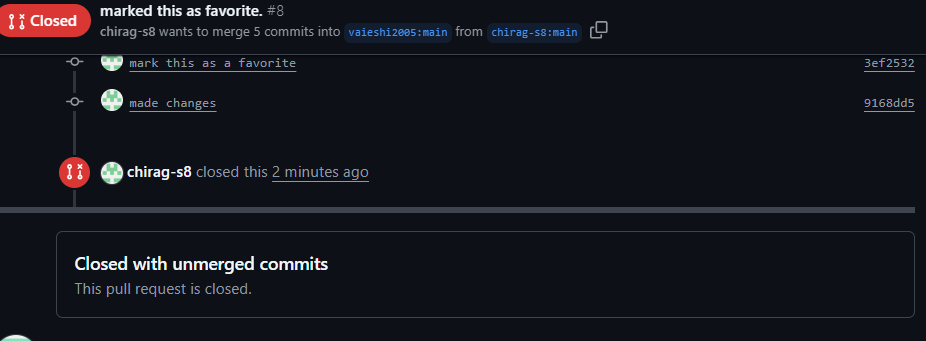 Closed
marked this as favorite. #8
chirag-s8 wants to merge 5 commits into vaieshi2005:main from chirag-s8:main
mark this as a favorite 3ef2532
made changes 9168dd5
chirag-s8 closed this 2 minutes ago
Closed with unmerged commits
This pull request is closed.